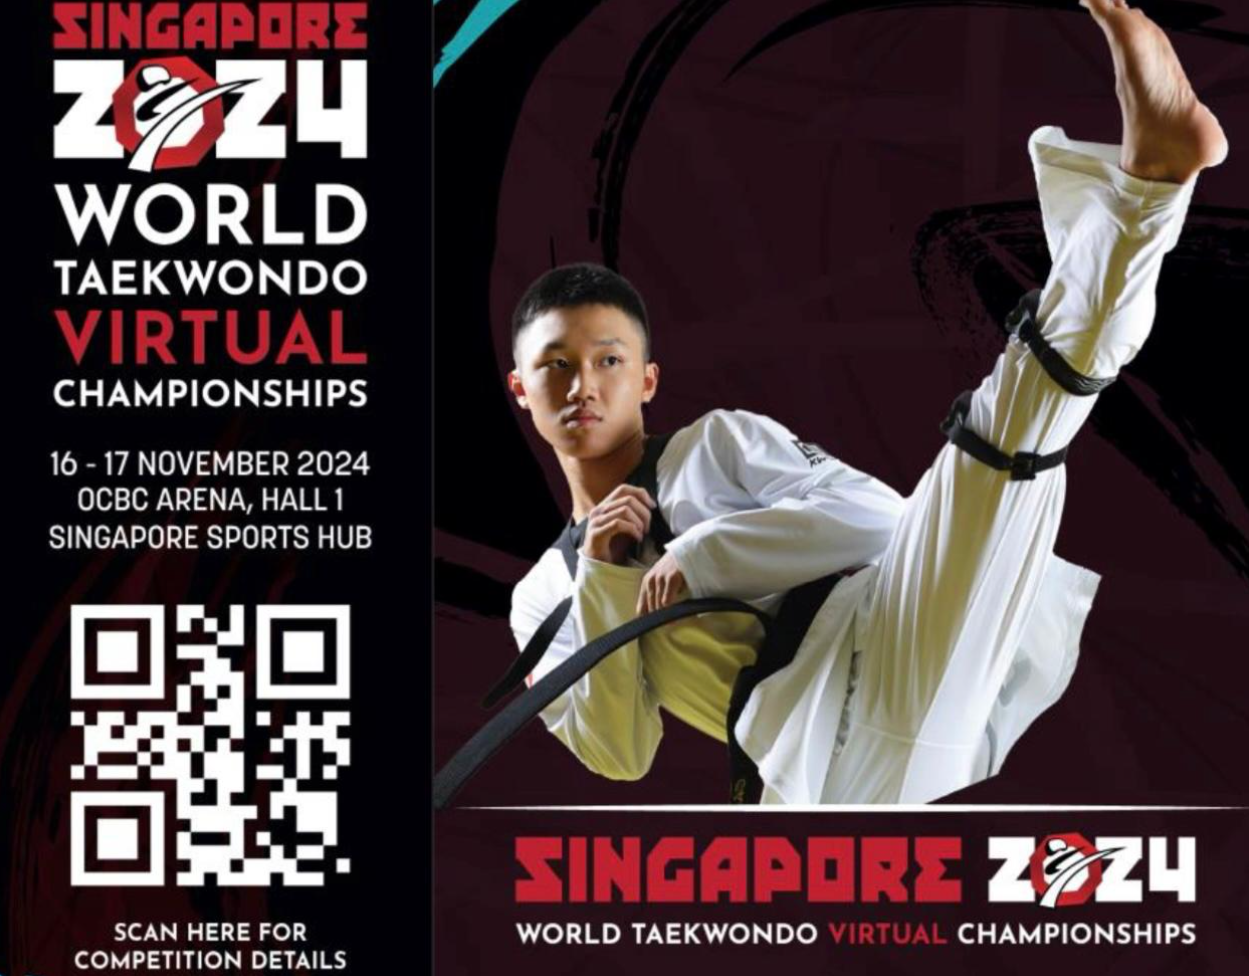 SINGAPORE
2024
WORLD
TAEKWONDO
VIRTUAL
CHAMPIONSHIPS
16 - 17 NOVEMBER 2024
OCBC ARENA, HALL 1
SINGAPORE SPORTS HUB
SCAN HERE FOR
COMPETITION DETAILS
SINGAPORE 2024
WORLD TAEKWONDO VIRTUAL CHAMPIONSHIPS